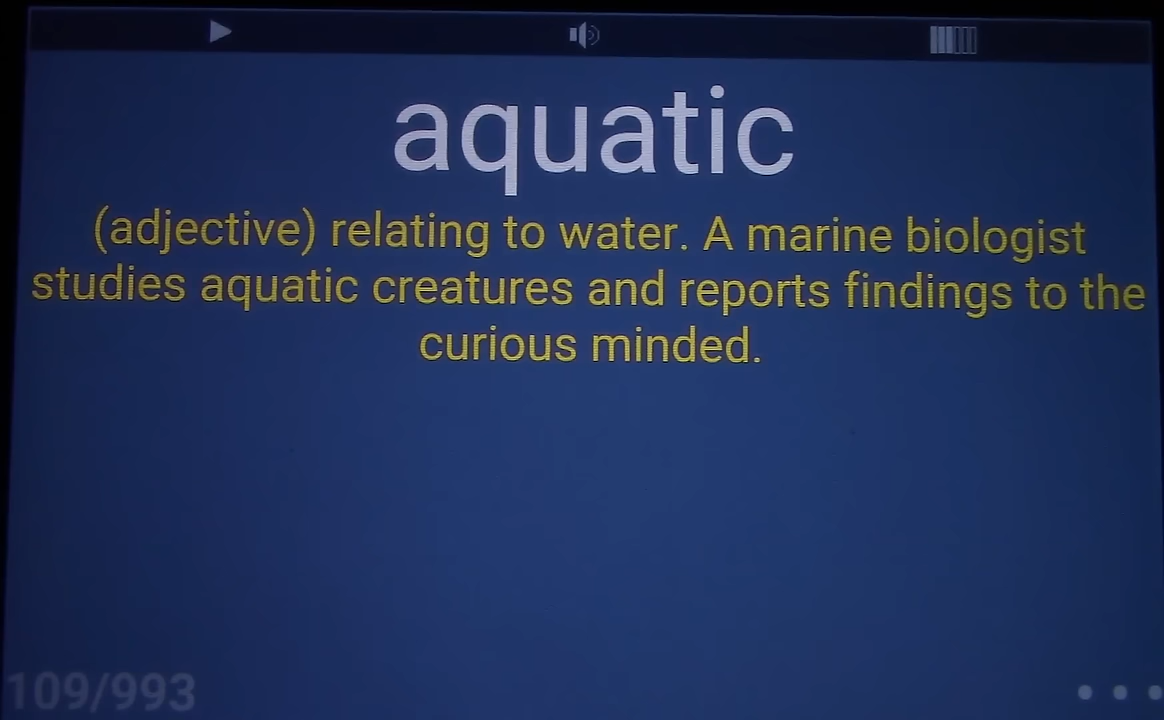 aquatic
(adjective) relating to water. A marine biologist
studies aquatic creatures and reports findings to the
curious minded.
109/993